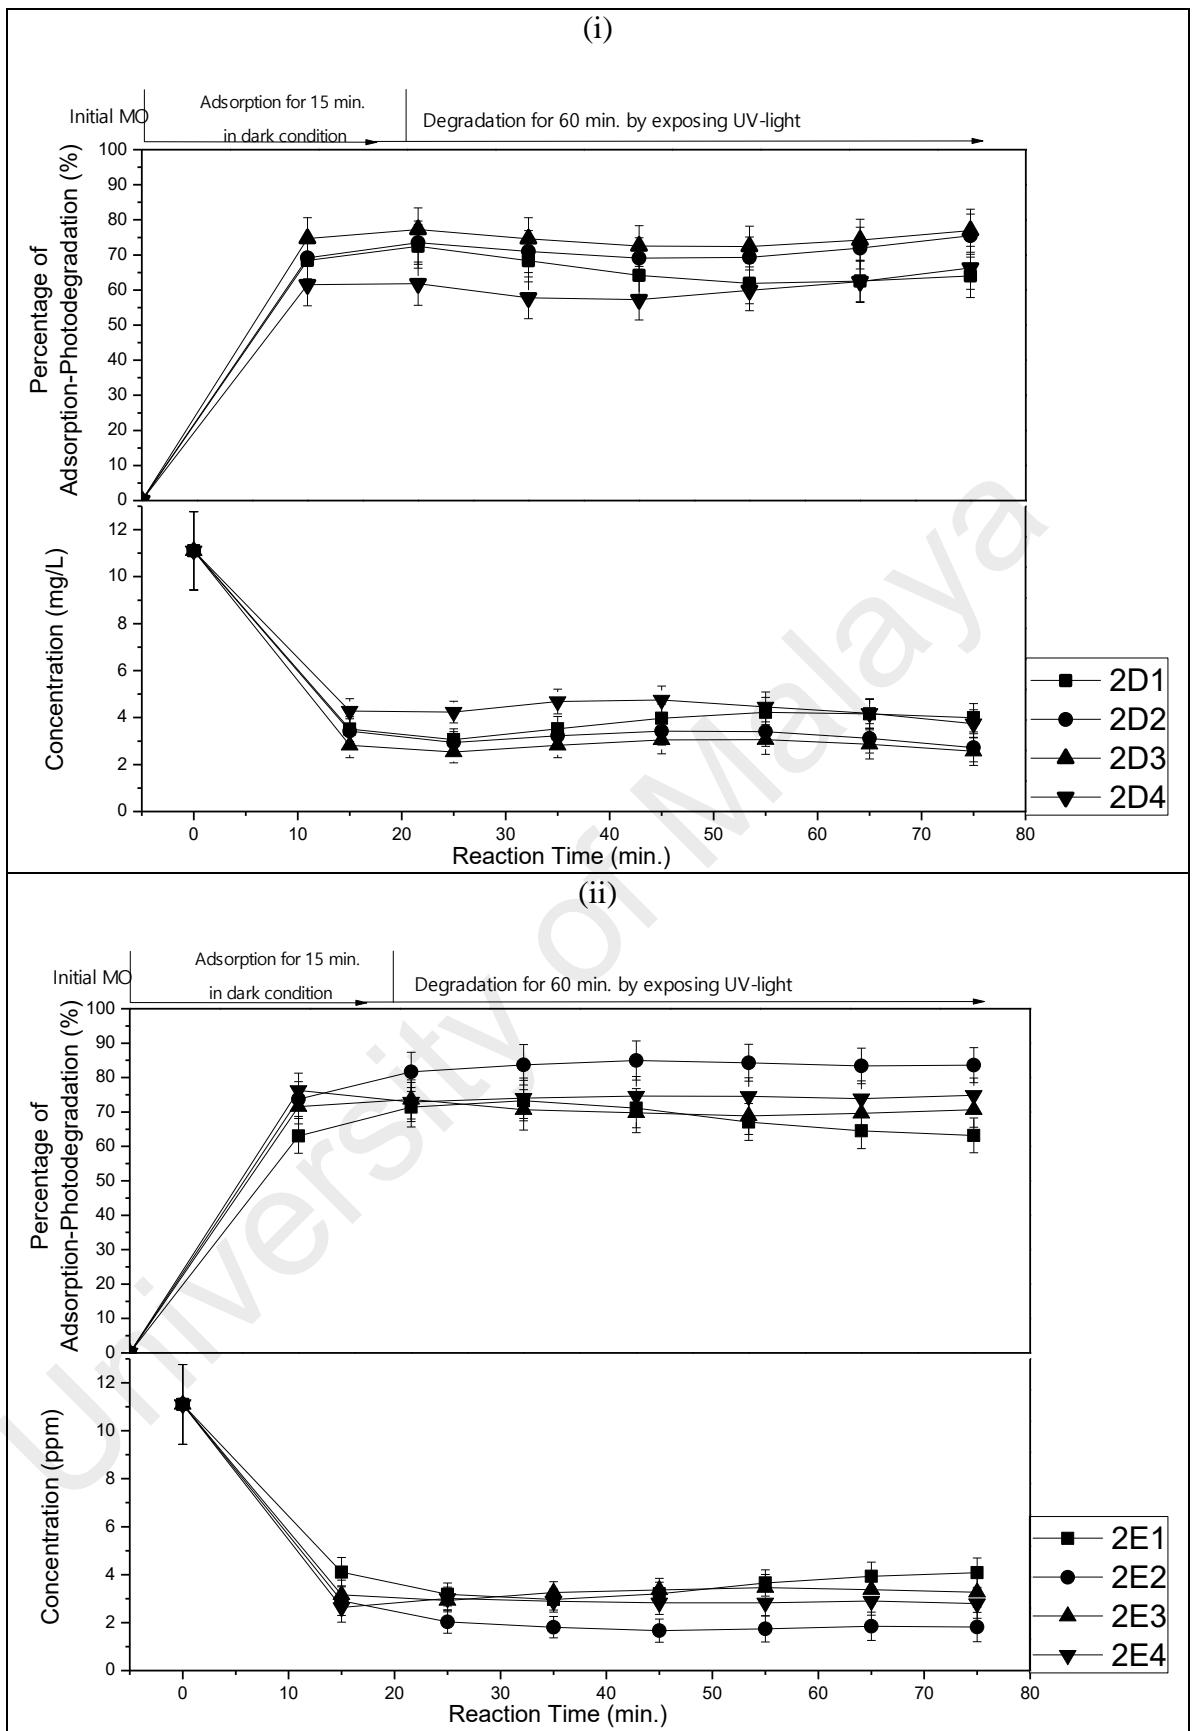 (i)
Initial MO
Adsorption for 15 min.
in dark condition
Degradation for 60 min. by exposing UV-light
Percentage of
Adsorption-Photodegradation (%)
100
90
80
70
60
50
40
30
20
10
0
Concentration (mg/L)
12
10
8
6
4
2
0
0 10 20 30 40 50 60 70 80
Reaction Time (min.)
2D1
2D2
2D3
2D4
(ii)
Initial MO
Adsorption for 15 min.
in dark condition
Degradation for 60 min. by exposing UV-light
Percentage of
Adsorption-Photodegradation (%)
100
90
80
70
60
50
40
30
20
10
0
Concentration (ppm)
12
10
8
6
4
2
0
0 10 20 30 40 50 60 70 80
Reaction Time (min.)
2E1
2E2
2E3
2E4
University of Malaya